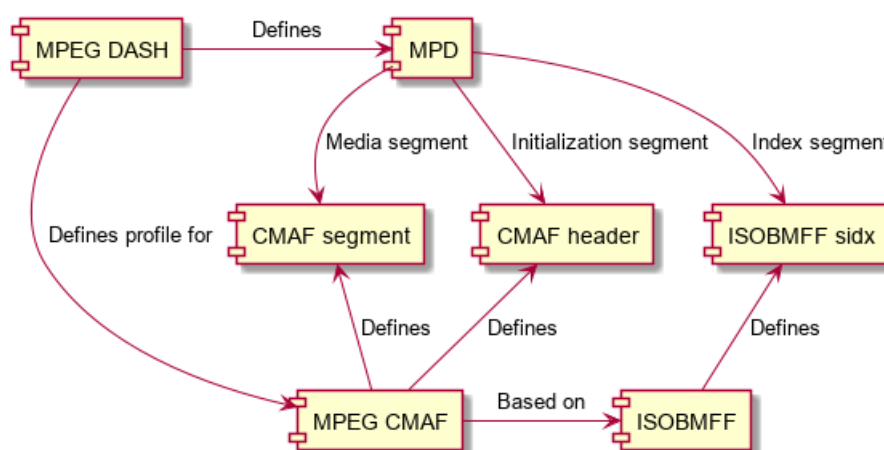 Defines
MPEG DASH
MPD
Media segment
Initialization segment
Index segment
Defines profile for
CMAF segment
CMAF header
ISOBMFF sidx
Defines
Defines
Defines
MPEG CMAF
Based on
ISOBMFF